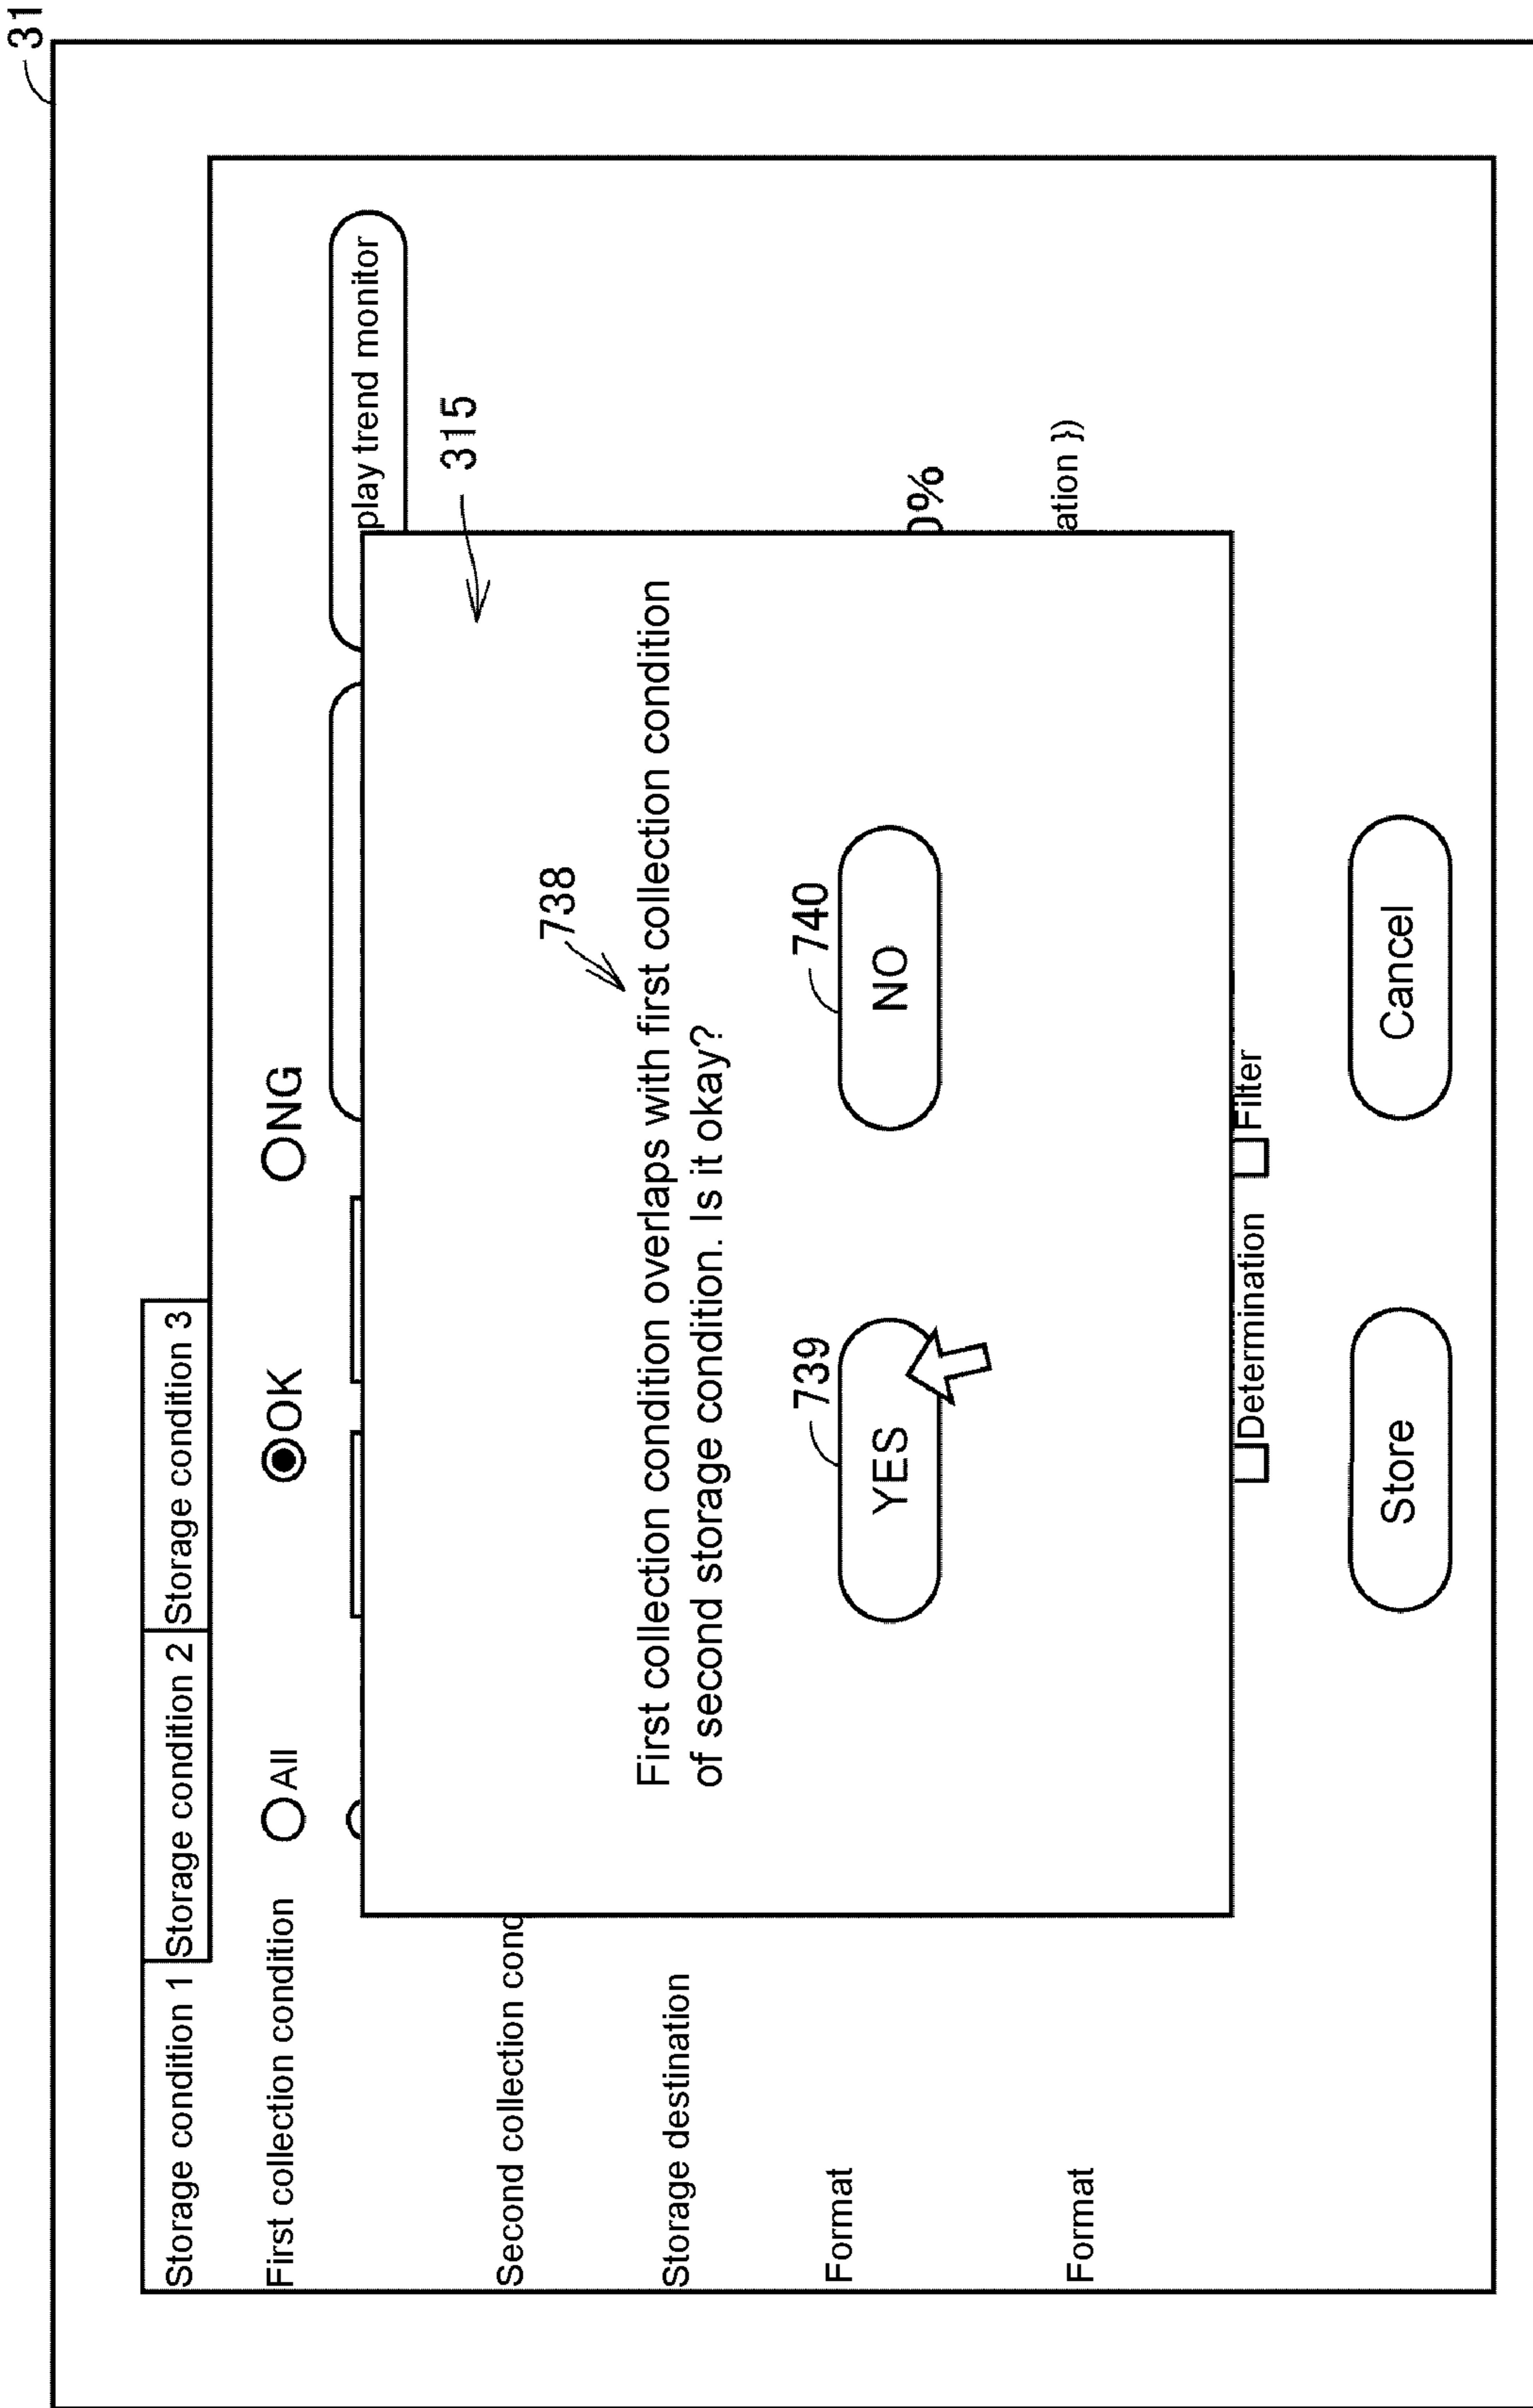 31
Storage condition 1 Storage condition 2 Storage condition 3
First collection condition All OK NG
play trend monitor
315
Second collection cond
738
First collection condition overlaps with first collection condition
of second storage condition. Is it okay?
Storage destination
739 740
YES NO
Format
0%
Format
ation })
Determination Filter
Store Cancel